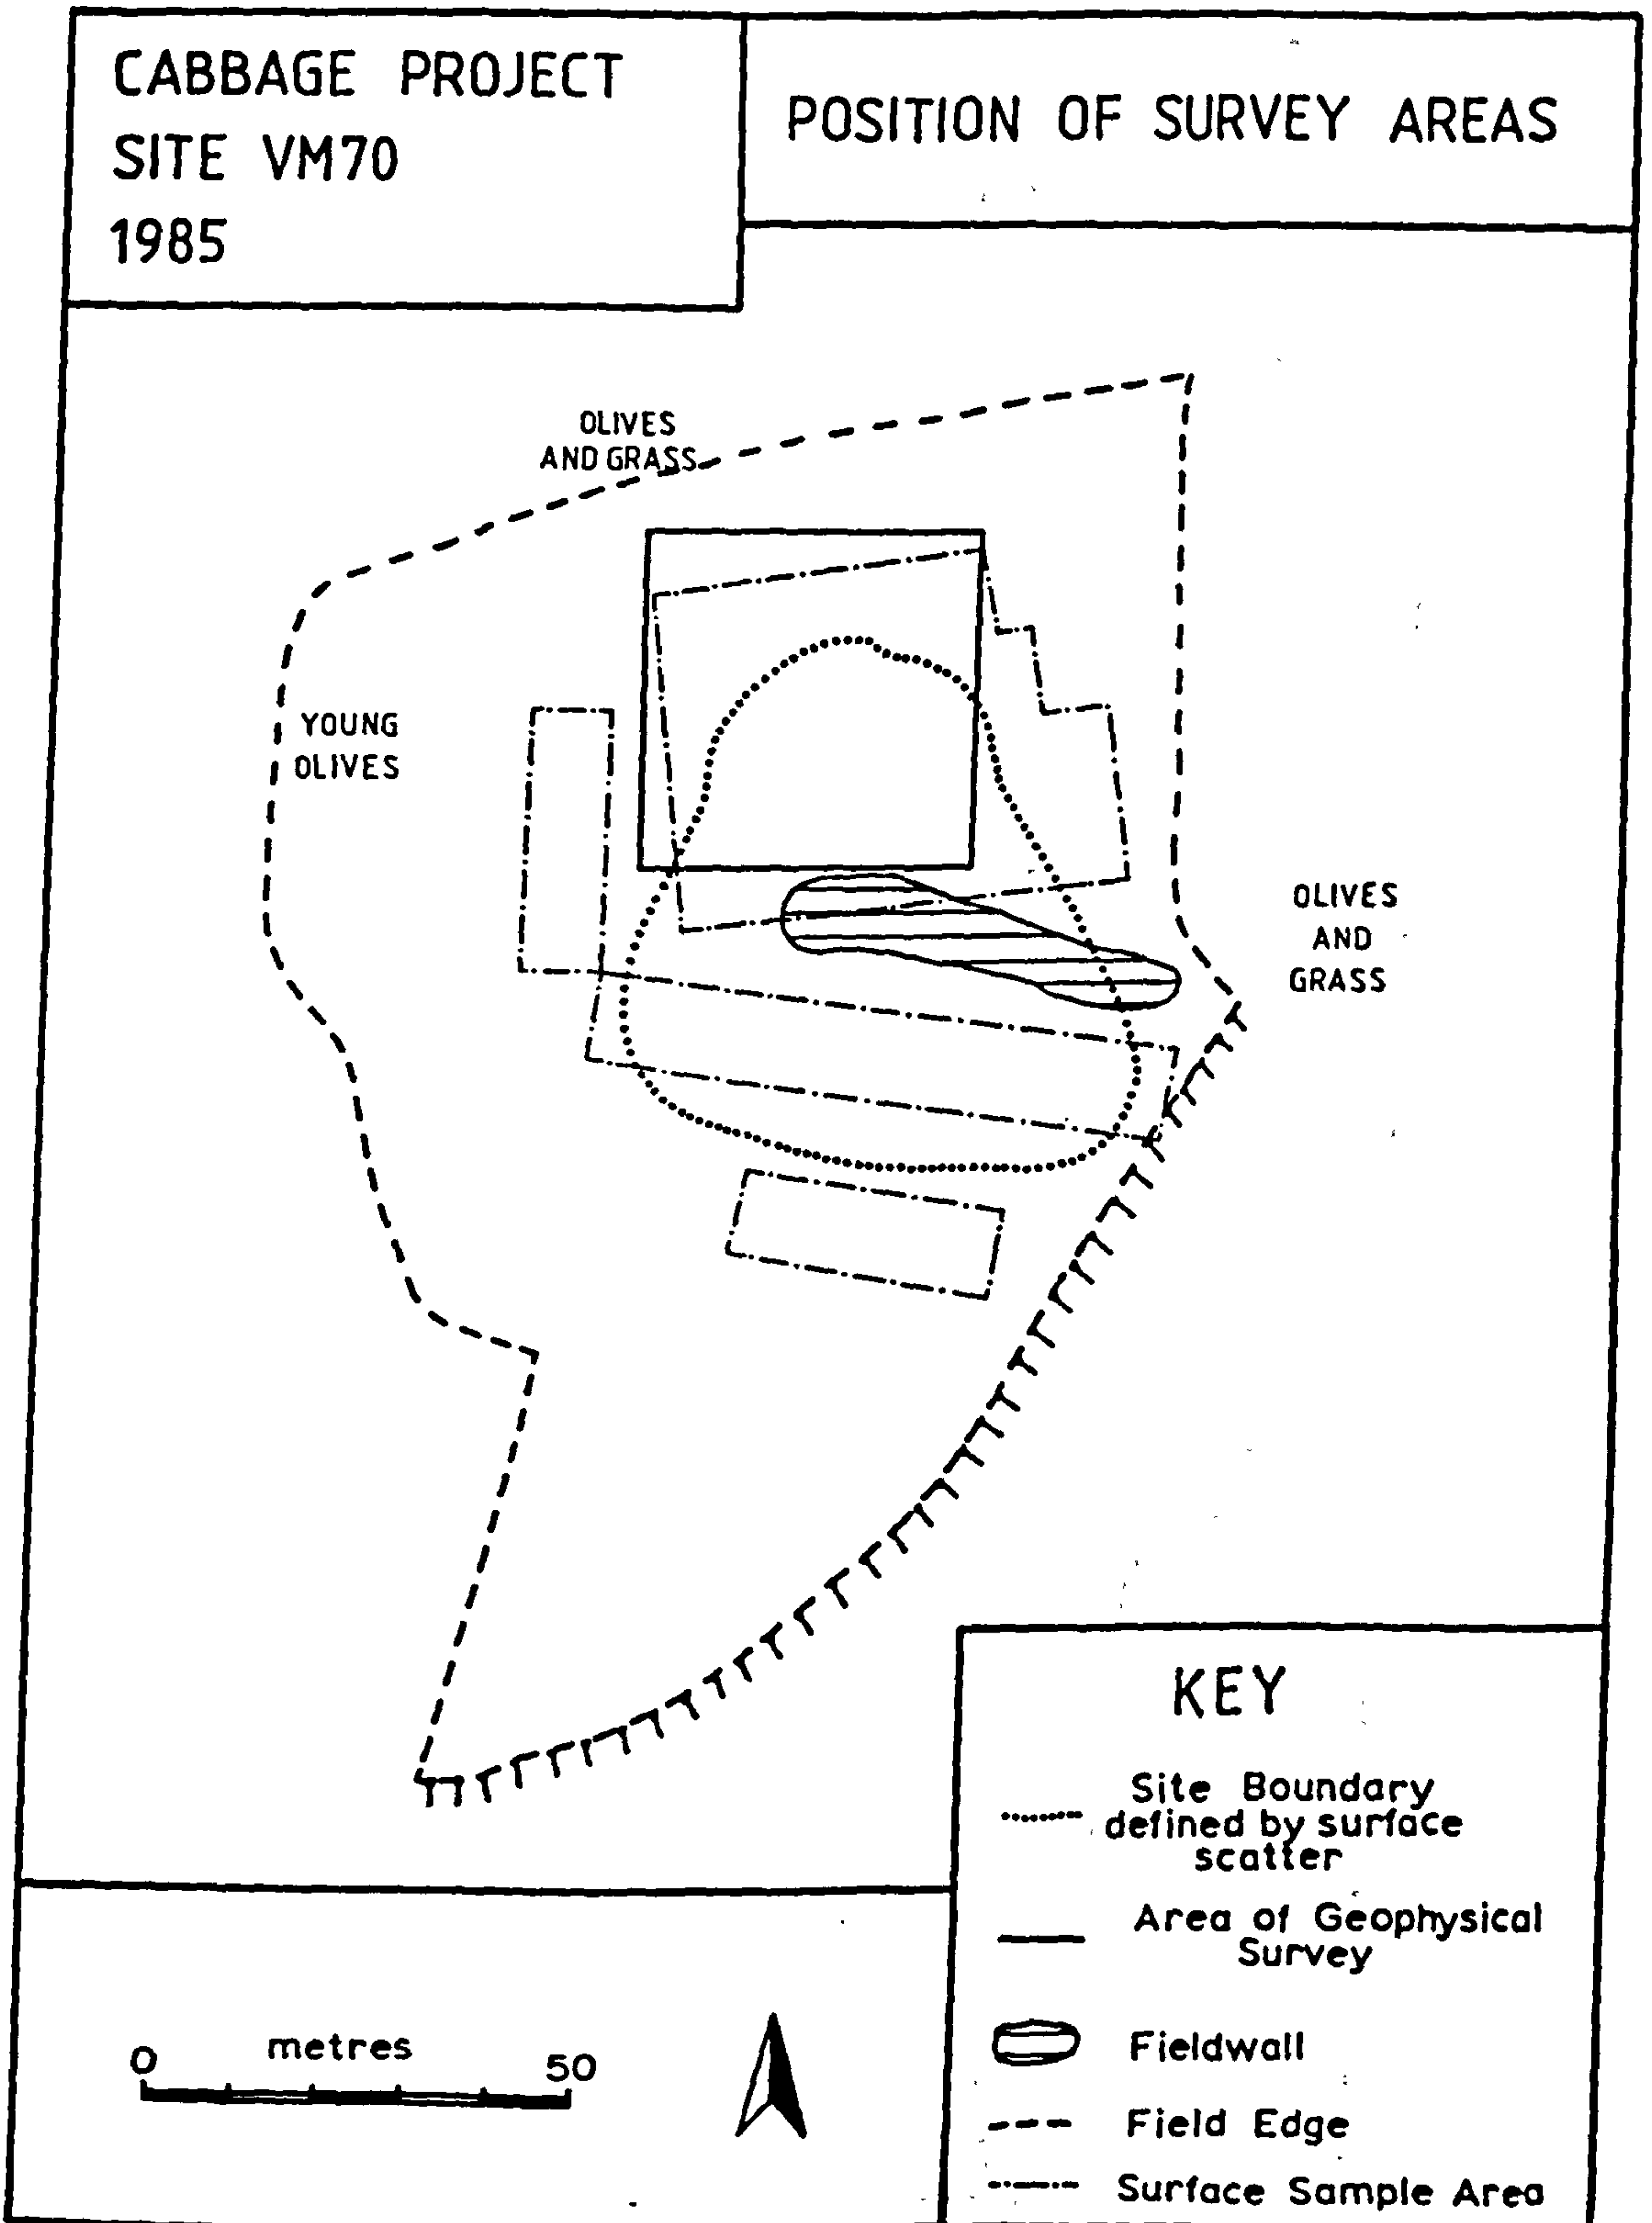 CABBAGE PROJECT
SITE VM70
1985
POSITION OF SURVEY AREAS
OLIVES
AND GRASS
YOUNG
OLIVES
OLIVES
AND
GRASS
KEY
Site Boundary
defined by surface
scatter
Area of Geophysical
Survey
Fieldwall
Field Edge
Surface Sample Area
metres
0 50